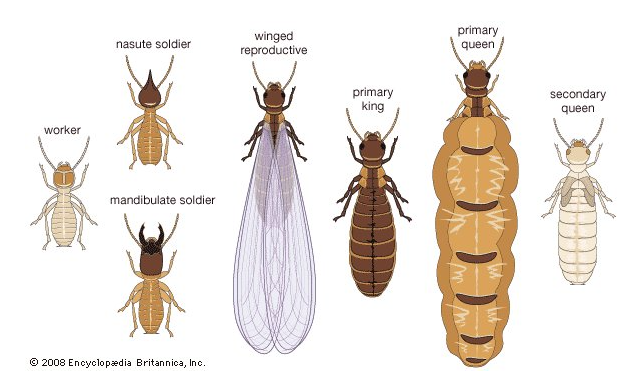 worker
nasute soldier
mandibulate soldier
winged
reproductive
primary
king
primary
queen
secondary
queen
© 2008 Encyclopædia Britannica, Inc.